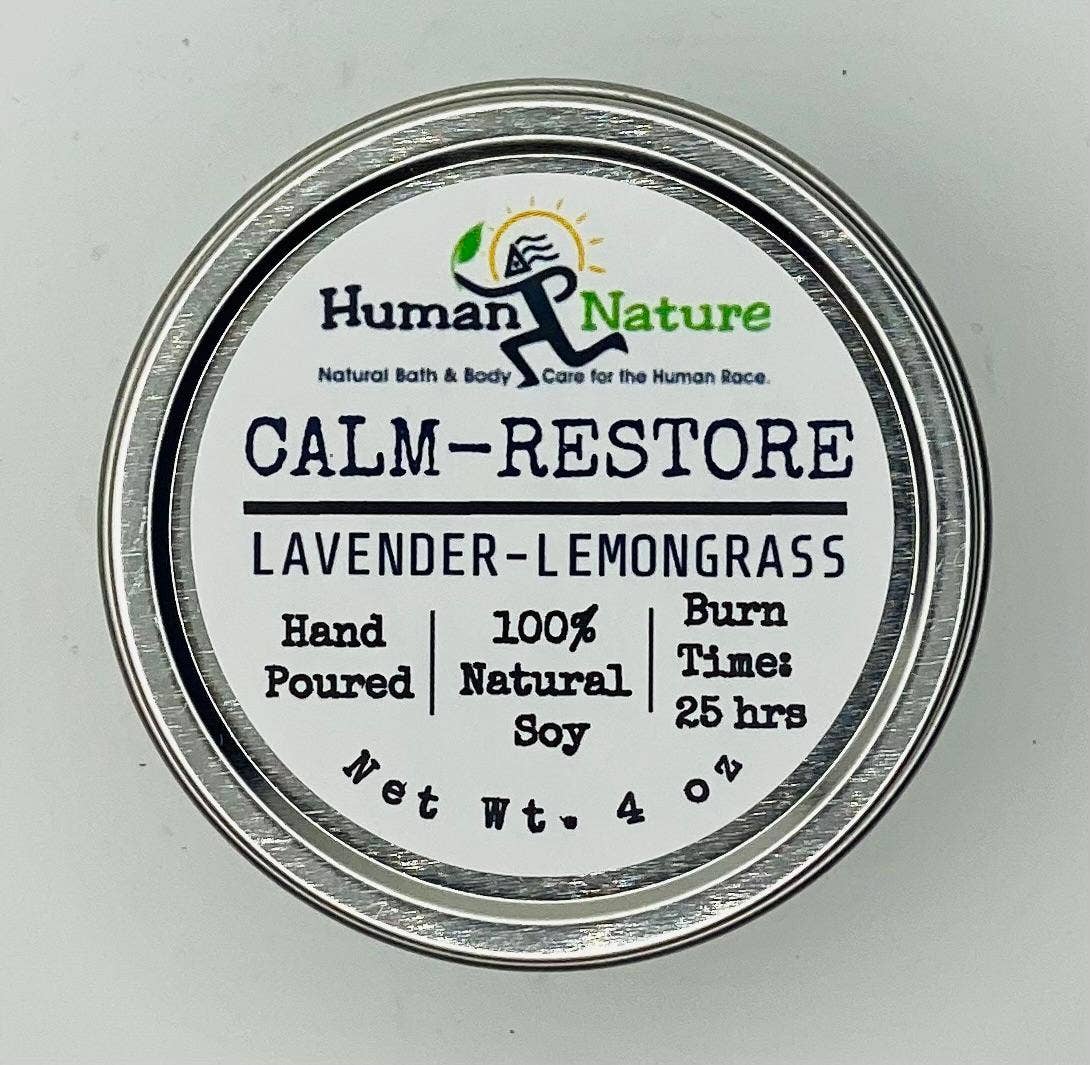 Human Nature
Natural Bath & Body Care for the Human Race.
CALM-RESTORE
LAVENDER-LEMONGRASS
Hand
Poured
100%
Natural
Soy
Burn
Time:
25 hrs
Net Wt. 4 oz